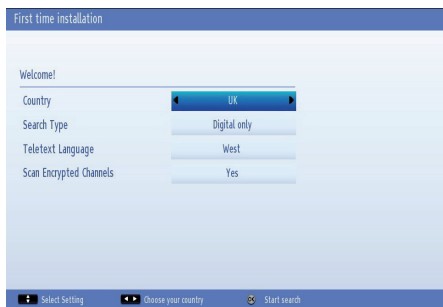 First time installation
Welcome!
Country UK
Search Type Digital only
Teletext Language West
Scan Encrypted Channels Yes
Select Setting Choose your country OK Start search